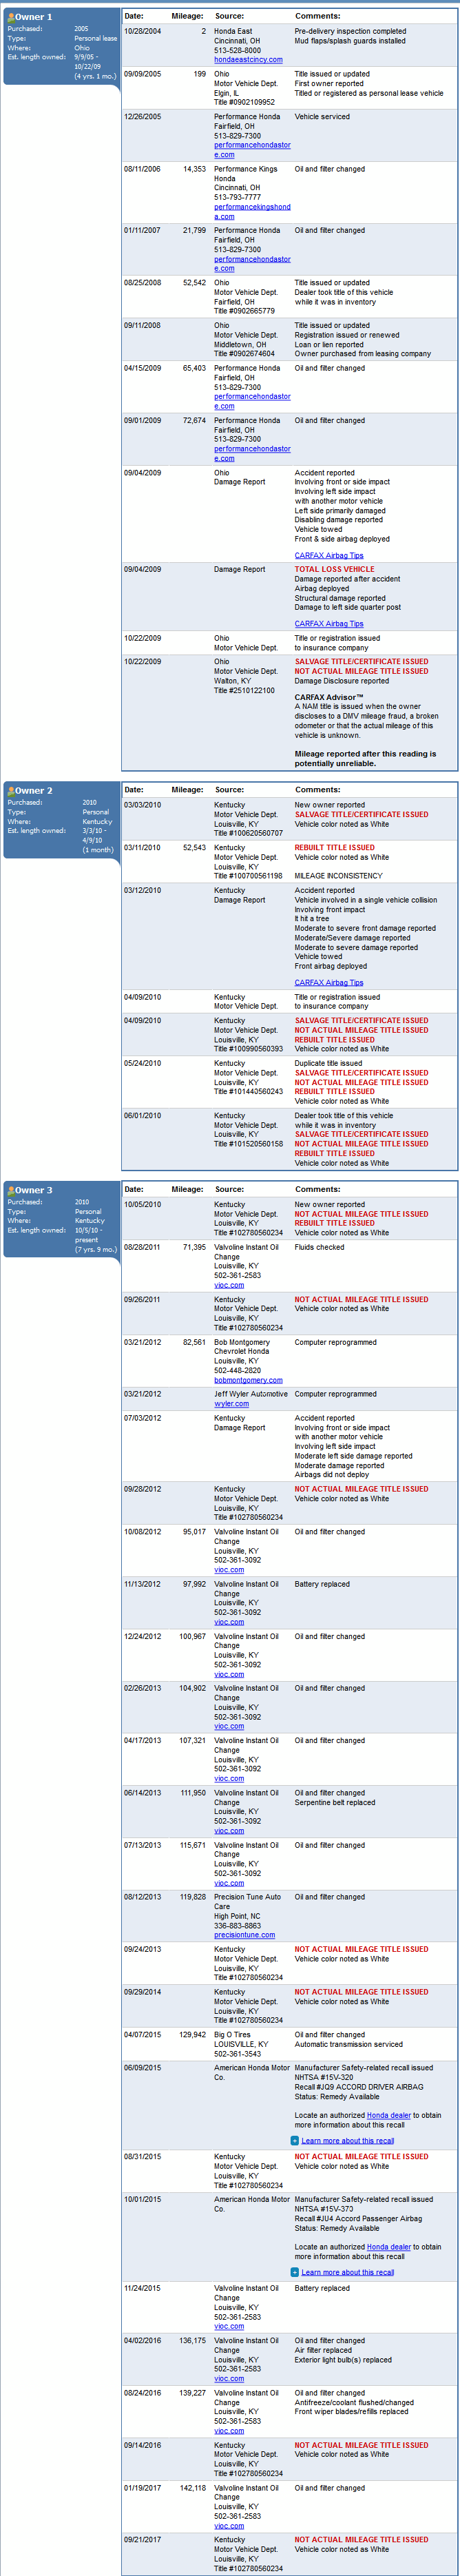 Owner 1
Purchased: 2005
Type: Personal lease
Where: Ohio
Est. length owned: 9/9/05 -
10/22/09
(4 yrs. 1 mo.)
Date: Mileage: Source: Comments:
10/28/2004 2 Honda East Pre-delivery inspection completed
Cincinnati, OH Mud flaps/splash guards installed
513-528-8000
hondaeastcincy.com
09/09/2005 199 Ohio Title issued or updated
Motor Vehicle Dept. First owner reported
Elgin, IL Titled or registered as personal lease vehicle
Title #0902109952
12/26/2005 Performance Honda Vehicle serviced
Fairfield, OH
513-829-7300
performancehondastor
e.com
08/11/2006 14,353 Performance Kings Oil and filter changed
Honda
Cincinnati, OH
513-793-7777
performancekingshond
a.com
01/11/2007 21,799 Performance Honda Oil and filter changed
Fairfield, OH
513-829-7300
performancehondastor
e.com
08/25/2008 52,542 Ohio Title issued or updated
Motor Vehicle Dept. Dealer took title of this vehicle
Fairfield, OH while it was in inventory
Title #0902665779
09/11/2008 Ohio Title issued or updated
Motor Vehicle Dept. Registration issued or renewed
Middletown, OH Loan or lien reported
Title #0902674604 Owner purchased from leasing company
04/15/2009 65,403 Performance Honda Oil and filter changed
Fairfield, OH
513-829-7300
performancehondastor
e.com
09/01/2009 72,674 Performance Honda Oil and filter changed
Fairfield, OH
513-829-7300
performancehondastor
e.com
09/04/2009 Ohio Accident reported
Damage Report Involving front or side impact
Involving left side impact
with another motor vehicle
Left side primarily damaged
Disabling damage reported
Vehicle towed
Front & side airbag deployed
CARFAX Airbag Tips
09/04/2009 Damage Report TOTAL LOSS VEHICLE
Damage reported after accident
Airbag deployed
Structural damage reported
Damage to left side quarter post
CARFAX Airbag Tips
10/22/2009 Ohio Title or registration issued
Motor Vehicle Dept. to insurance company
10/22/2009 Ohio SALVAGE TITLE/CERTIFICATE ISSUED
Motor Vehicle Dept. NOT ACTUAL MILEAGE TITLE ISSUED
Walton, KY Damage Disclosure reported
Title #2510122100
CARFAX Advisor™
A NAM title is issued when the owner
discloses to a DMV mileage fraud, a broken
odometer or that the actual mileage of this
vehicle is unknown.
Mileage reported after this reading is
potentially unreliable.
Owner 2
Purchased: 2010
Type: Personal
Where: Kentucky
Est. length owned: 3/3/10 -
4/9/10
(1 month)
Date: Mileage: Source: Comments:
03/03/2010 Kentucky New owner reported
Motor Vehicle Dept. SALVAGE TITLE/CERTIFICATE ISSUED
Louisville, KY Vehicle color noted as White
Title #100620560707
03/11/2010 52,543 Kentucky REBUILT TITLE ISSUED
Motor Vehicle Dept. Vehicle color noted as White
Louisville, KY
Title #100700561198 MILEAGE INCONSISTENCY
03/12/2010 Kentucky Accident reported
Damage Report Vehicle involved in a single vehicle collision
Involving front impact
It hit a tree
Moderate to severe front damage reported
Moderate/Severe damage reported
Moderate to severe damage reported
Vehicle towed
Front airbag deployed
CARFAX Airbag Tips
04/09/2010 Kentucky Title or registration issued
Motor Vehicle Dept. to insurance company
04/09/2010 Kentucky SALVAGE TITLE/CERTIFICATE ISSUED
Motor Vehicle Dept. NOT ACTUAL MILEAGE TITLE ISSUED
Louisville, KY REBUILT TITLE ISSUED
Title #100990560393 Vehicle color noted as White
05/24/2010 Kentucky Duplicate title issued
Motor Vehicle Dept. SALVAGE TITLE/CERTIFICATE ISSUED
Louisville, KY NOT ACTUAL MILEAGE TITLE ISSUED
Title #101440560243 REBUILT TITLE ISSUED
Vehicle color noted as White
06/01/2010 Kentucky Dealer took title of this vehicle
Motor Vehicle Dept. while it was in inventory
Louisville, KY SALVAGE TITLE/CERTIFICATE ISSUED
Title #101520560158 NOT ACTUAL MILEAGE TITLE ISSUED
REBUILT TITLE ISSUED
Vehicle color noted as White
Owner 3
Purchased: 2010
Type: Personal
Where: Kentucky
Est. length owned: 10/5/10 -
present
(7 yrs. 9 mo.)
Date: Mileage: Source: Comments:
10/05/2010 Kentucky New owner reported
Motor Vehicle Dept. NOT ACTUAL MILEAGE TITLE ISSUED
Louisville, KY REBUILT TITLE ISSUED
Title #102780560234 Vehicle color noted as White
08/28/2011 71,395 Valvoline Instant Oil Fluids checked
Change
Louisville, KY
502-361-2583
vioc.com
09/26/2011 Kentucky NOT ACTUAL MILEAGE TITLE ISSUED
Motor Vehicle Dept. Vehicle color noted as White
Louisville, KY
Title #102780560234
03/21/2012 82,561 Bob Montgomery Computer reprogrammed
Chevrolet Honda
Louisville, KY
502-448-2820
bobmontgomery.com
03/21/2012 Jeff Wyler Automotive Computer reprogrammed
wyler.com
07/03/2012 Kentucky Accident reported
Damage Report Involving front or side impact
with another motor vehicle
Involving left side impact
Moderate left side damage reported
Moderate damage reported
Airbags did not deploy
09/28/2012 Kentucky NOT ACTUAL MILEAGE TITLE ISSUED
Motor Vehicle Dept. Vehicle color noted as White
Louisville, KY
Title #102780560234
10/08/2012 95,017 Valvoline Instant Oil Oil and filter changed
Change
Louisville, KY
502-361-3092
vioc.com
11/13/2012 97,992 Valvoline Instant Oil Battery replaced
Change
Louisville, KY
502-361-3092
vioc.com
12/24/2012 100,967 Valvoline Instant Oil Oil and filter changed
Change
Louisville, KY
502-361-3092
vioc.com
02/26/2013 104,902 Valvoline Instant Oil Oil and filter changed
Change
Louisville, KY
502-361-3092
vioc.com
04/17/2013 107,321 Valvoline Instant Oil Oil and filter changed
Change
Louisville, KY
502-361-3092
vioc.com
06/14/2013 111,950 Valvoline Instant Oil Oil and filter changed
Change Serpentine belt replaced
Louisville, KY
502-361-3092
vioc.com
07/13/2013 115,671 Valvoline Instant Oil Oil and filter changed
Change
Louisville, KY
502-361-3092
vioc.com
08/12/2013 119,828 Precision Tune Auto Oil and filter changed
Care
High Point, NC
336-883-8863
precisiontune.com
09/24/2013 Kentucky NOT ACTUAL MILEAGE TITLE ISSUED
Motor Vehicle Dept. Vehicle color noted as White
Louisville, KY
Title #102780560234
09/29/2014 Kentucky NOT ACTUAL MILEAGE TITLE ISSUED
Motor Vehicle Dept. Vehicle color noted as White
Louisville, KY
Title #102780560234
04/07/2015 129,942 Big O Tires Oil and filter changed
LOUISVILLE, KY Automatic transmission serviced
502-361-3543
06/09/2015 American Honda Motor Manufacturer Safety-related recall issued
Co. NHTSA #15V-320
Recall #JQ9 ACCORD DRIVER AIRBAG
Status: Remedy Available
Locate an authorized Honda dealer to obtain
more information about this recall
Learn more about this recall
08/31/2015 Kentucky NOT ACTUAL MILEAGE TITLE ISSUED
Motor Vehicle Dept. Vehicle color noted as White
Louisville, KY
Title #102780560234
10/01/2015 American Honda Motor Manufacturer Safety-related recall issued
Co. NHTSA #15V-370
Recall #JU4 Accord Passenger Airbag
Status: Remedy Available
Locate an authorized Honda dealer to obtain
more information about this recall
Learn more about this recall
11/24/2015 Valvoline Instant Oil Battery replaced
Change
Louisville, KY
502-361-2583
vioc.com
04/02/2016 136,175 Valvoline Instant Oil Oil and filter changed
Change Air filter replaced
Louisville, KY Exterior light bulb(s) replaced
502-361-2583
vioc.com
08/24/2016 139,227 Valvoline Instant Oil Oil and filter changed
Change Antifreeze/coolant flushed/changed
Louisville, KY Front wiper blades/refills replaced
502-361-2583
vioc.com
09/14/2016 Kentucky NOT ACTUAL MILEAGE TITLE ISSUED
Motor Vehicle Dept. Vehicle color noted as White
Louisville, KY
Title #102780560234
01/19/2017 142,118 Valvoline Instant Oil Oil and filter changed
Change
Louisville, KY
502-361-2583
vioc.com
09/21/2017 Kentucky NOT ACTUAL MILEAGE TITLE ISSUED
Motor Vehicle Dept. Vehicle color noted as White
Louisville, KY
Title #102780560234